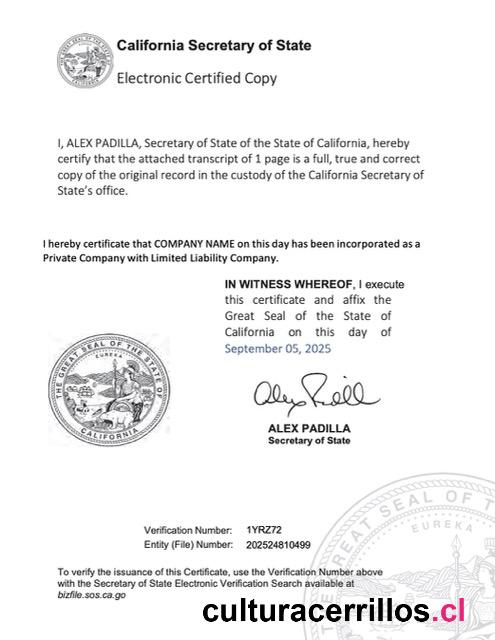 California Secretary of State
Electronic Certified Copy
I, ALEX PADILLA, Secretary of State of the State of California, hereby
certify that the attached transcript of 1 page is a full, true and correct
copy of the original record in the custody of the California Secretary of
State's office.
I hereby certificate that COMPANY NAME on this day has been incorporated as a
Private Company with Limited Liability Company.
IN WITNESS WHEREOF, I execute
this certificate and affix the
Great Seal of the State of
California on this day of
September 05, 2025
THE GREAT SEAL OF THE STATE OF CALIFORNIA
EUREKA
Alex Padilla
ALEX PADILLA
Secretary of State
GREAT SEAL OF T
EUREKA
Verification Number: 1YRZ72
Entity (File) Number: 202524810499
To verify the issuance of this Certificate, use the Verification Number above
with the Secretary of State Electronic Verification Search available at
bizfile.sos.ca.go
culturacerrillos.cl